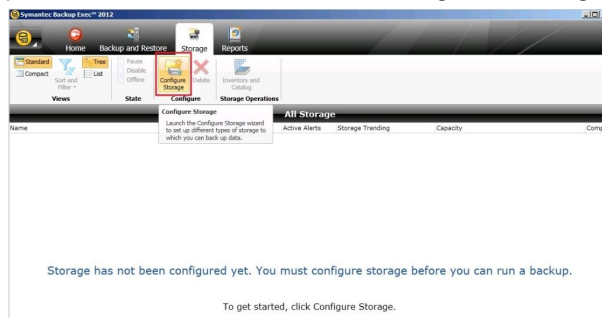 Symantec Backup Exec™ 2012
Home Backup and Restore Storage Reports
Standard
Compact
Sort and
Filter
Tree
List
Views
Pause
Disable
Offline
State
Configure
Storage
Delete
Configure
Inventory and
Catalog
Storage Operations
Configure Storage
Launch the Configure Storage wizard
to set up different types of storage to
which you can back up data.
All Storage
Name Active Alerts Storage Trending Capacity Comp
Storage has not been configured yet. You must configure storage before you can run a backup.
To get started, click Configure Storage.